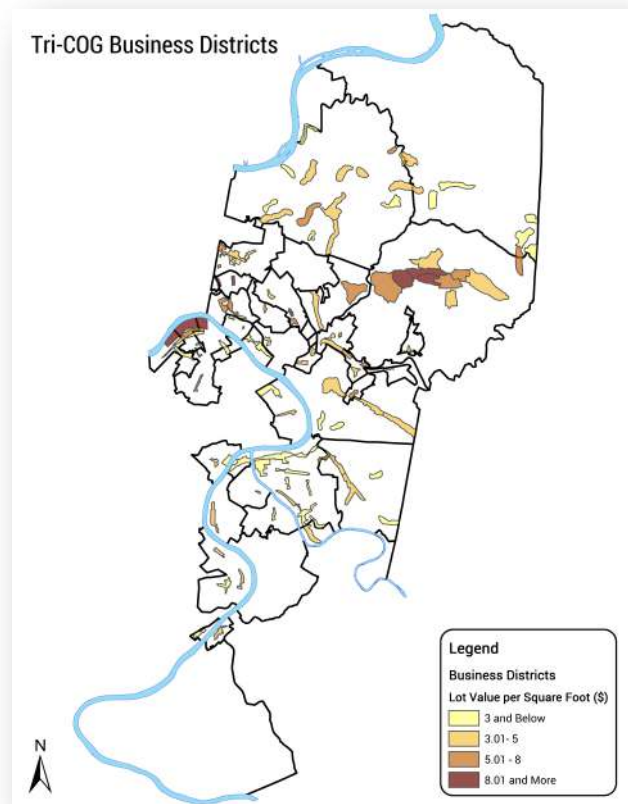 Tri-COG Business Districts
N
Legend
Business Districts
Lot Value per Square Foot ($)
3 and Below
3.01- 5
5.01 - 8
8.01 and More